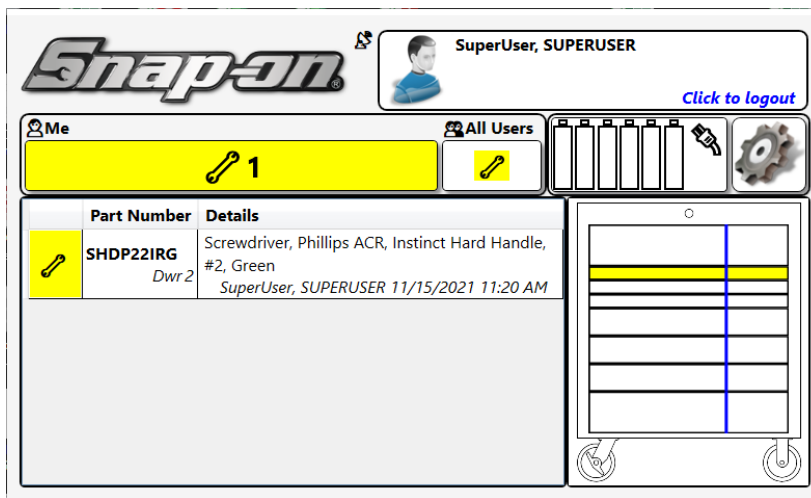 Snap-on
SuperUser, SUPERUSER
Click to logout
Me
All Users
1
Part Number Details
SHDP22IRG
Dwr 2
Screwdriver, Phillips ACR, Instinct Hard Handle,
#2, Green
SuperUser, SUPERUSER 11/15/2021 11:20 AM